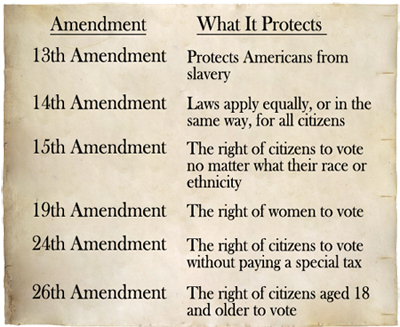 Amendment What It Protects
13th Amendment Protects Americans from
slavery
14th Amendment Laws apply equally, or in the
same way, for all citizens
15th Amendment The right of citizens to vote
no matter what their race or
ethnicity
19th Amendment The right of women to vote
24th Amendment The right of citizens to vote
without paying a special tax
26th Amendment The right of citizens aged 18
and older to vote